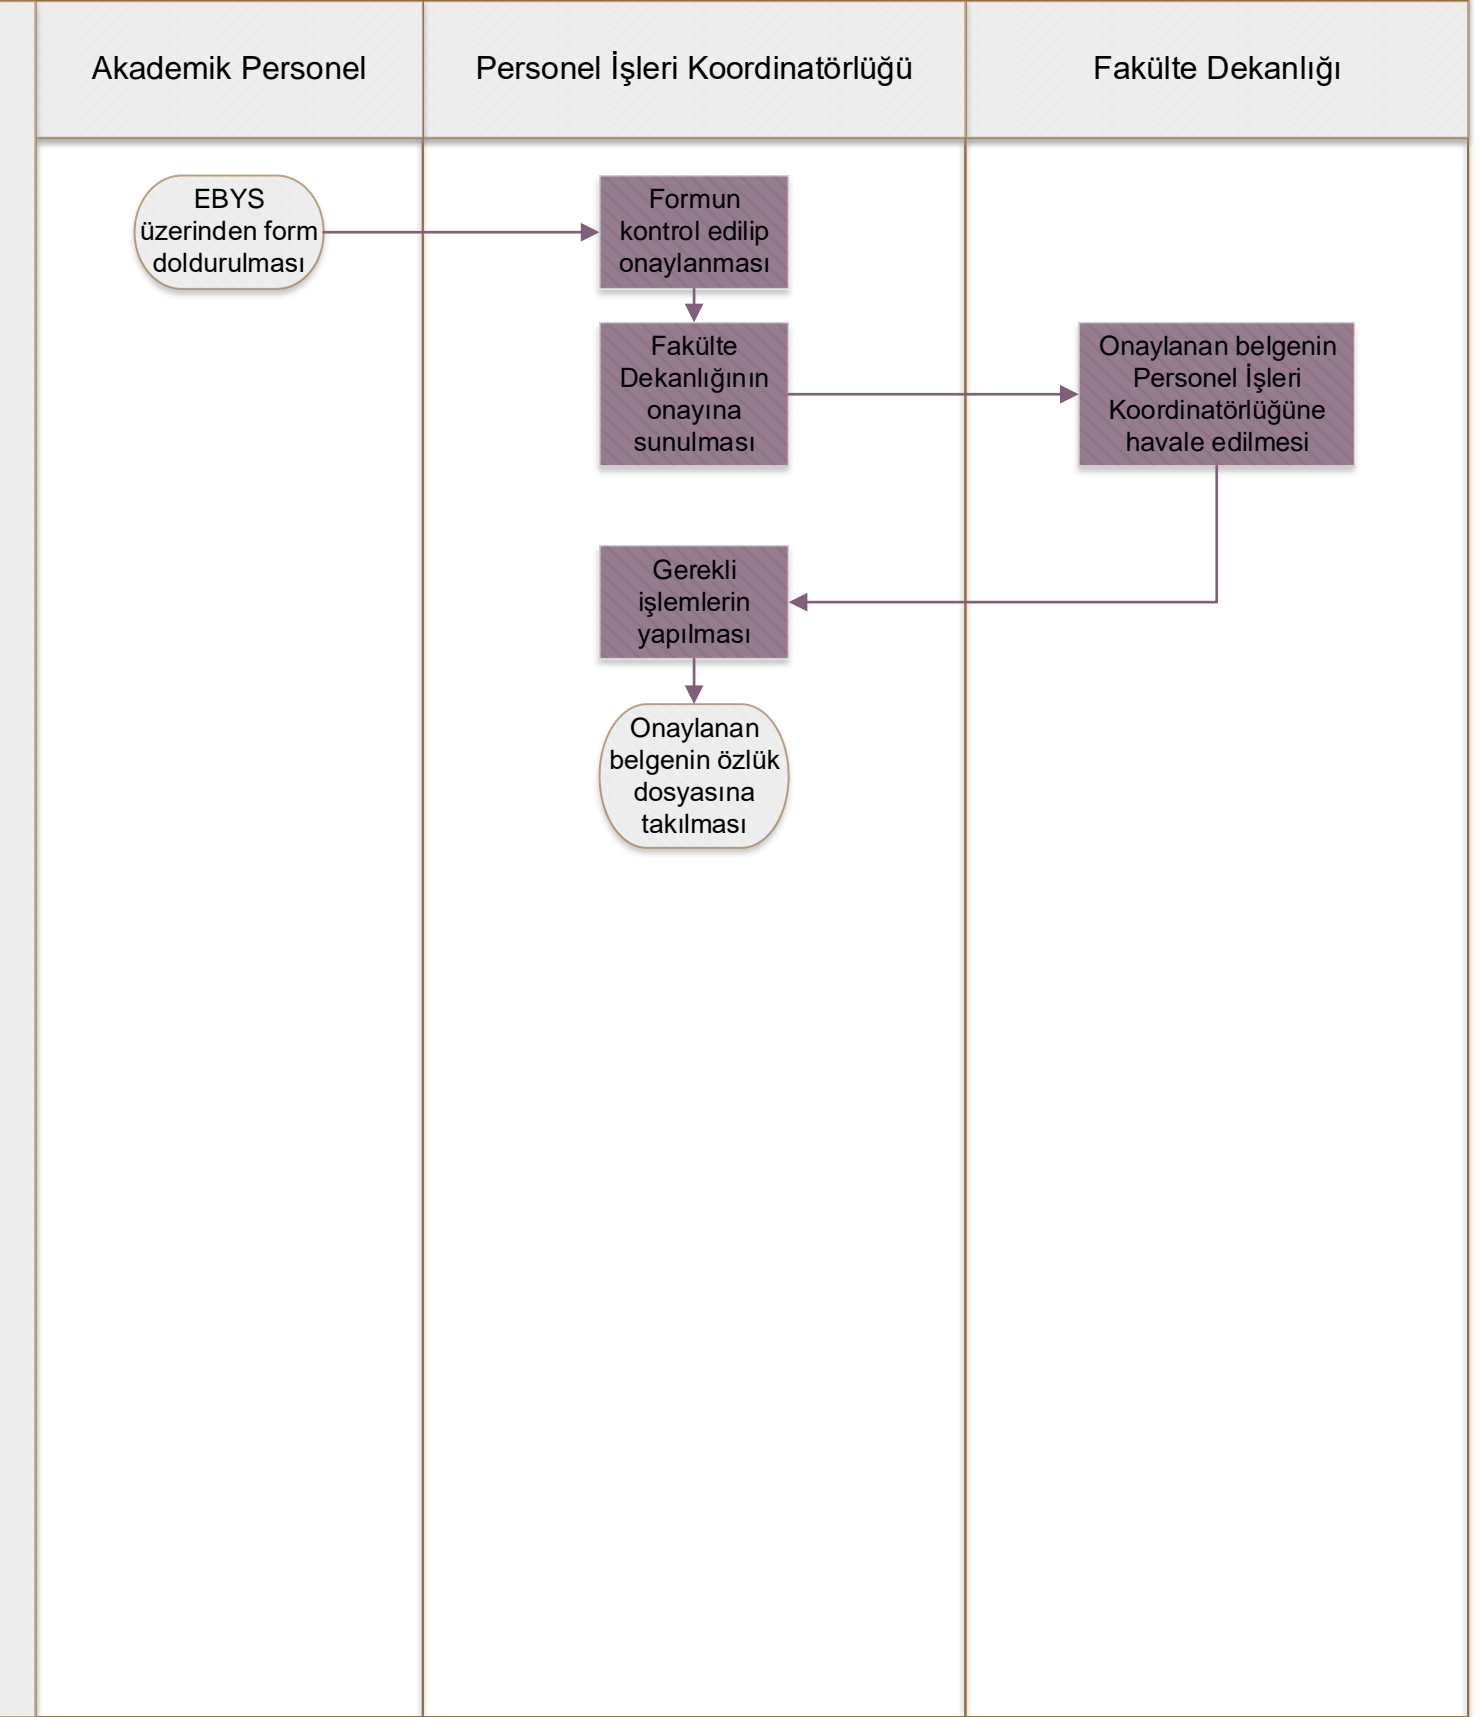 Akademik Personel
Personel İşleri Koordinatörlüğü
Fakülte Dekanlığı
EBYS
üzerinden form
doldurulması
Formun
kontrol edilip
onaylanması
Fakülte
Dekanlığının
onayına
sunulması
Onaylanan belgenin
Personel İşleri
Koordinatörlüğüne
havale edilmesi
Gerekli
işlemlerin
yapılması
Onaylanan
belgenin özlük
dosyasına
takılması